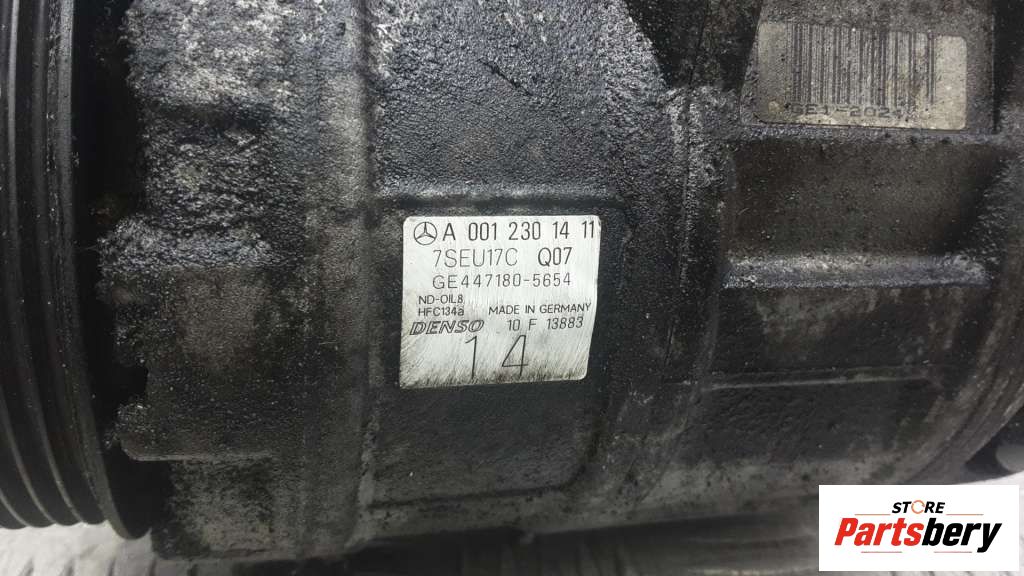 A 001 230 14 11
7SEU17C Q07
GE447180-5654
ND-OIL8
HFC134a MADE IN GERMANY
DENSO 10 F 13883
14
STORE
Partsbery